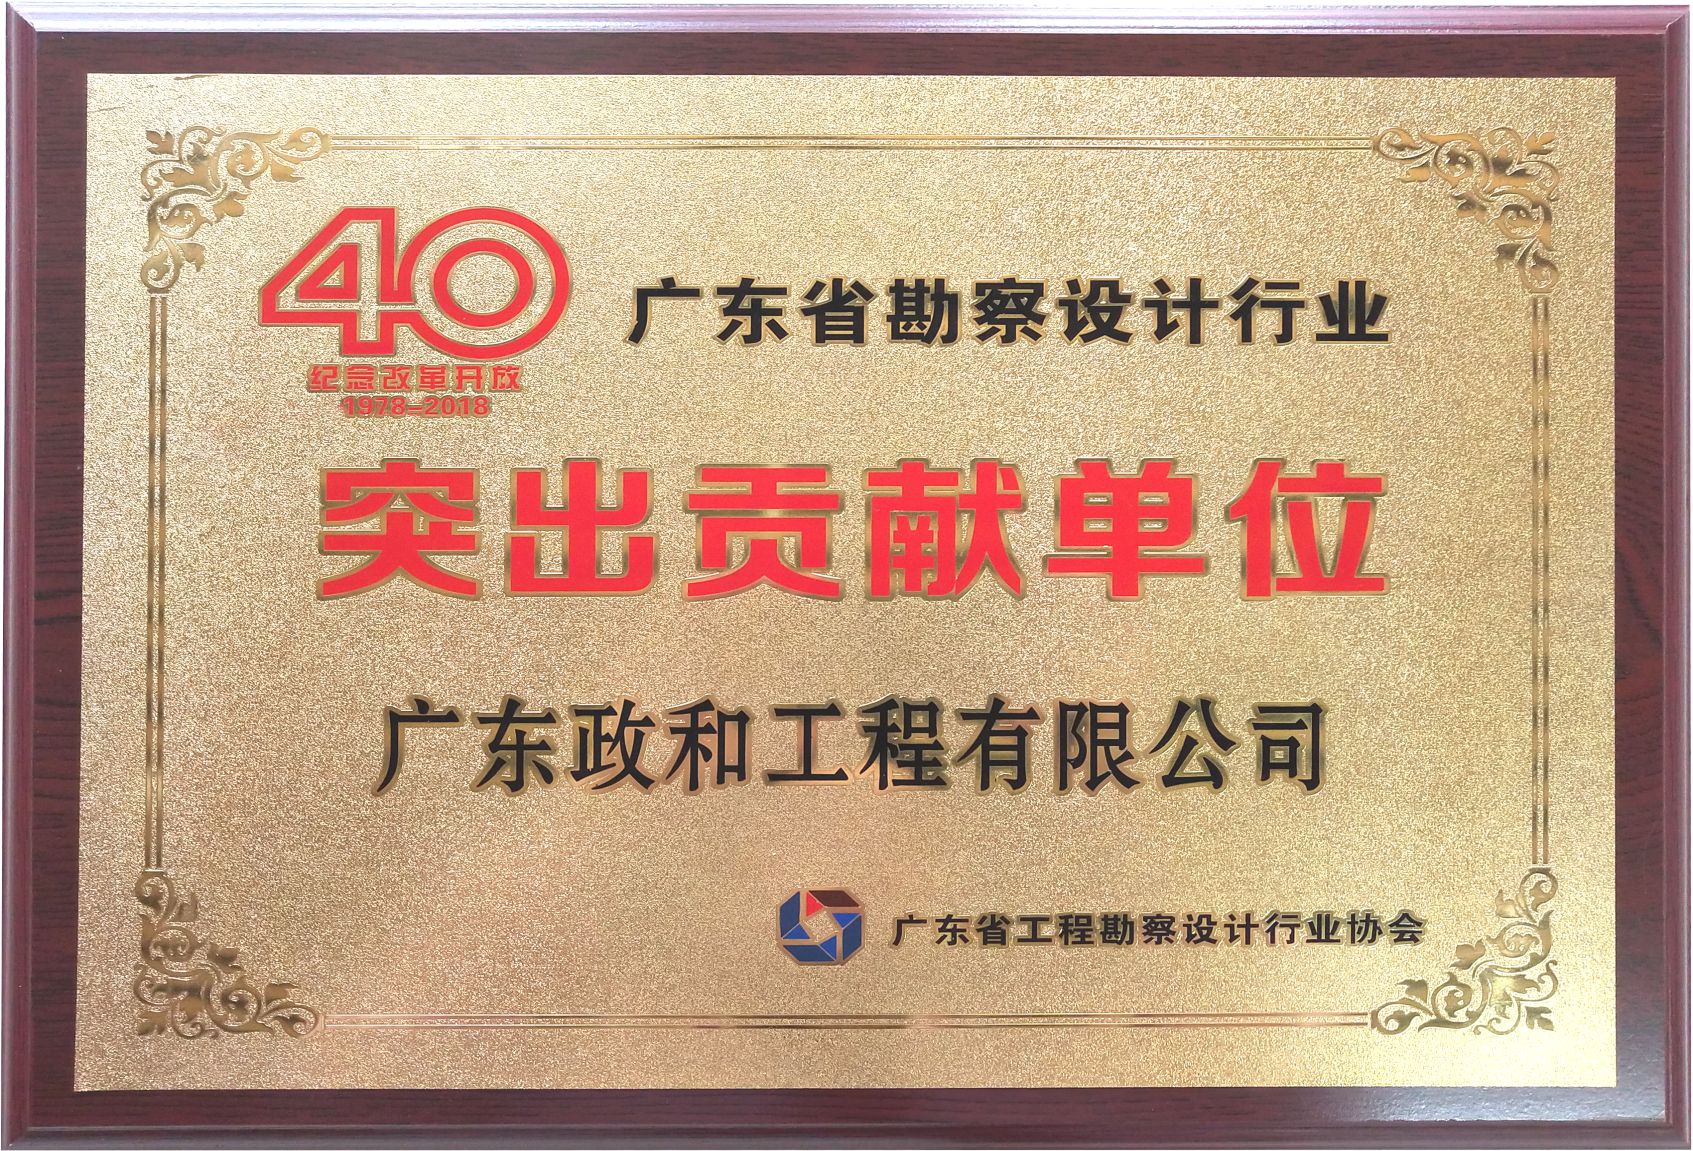 40
纪念改革开放
1978-2018
广东省勘察设计行业
突出贡献单位
广东政和工程有限公司
广东省工程勘察设计行业协会